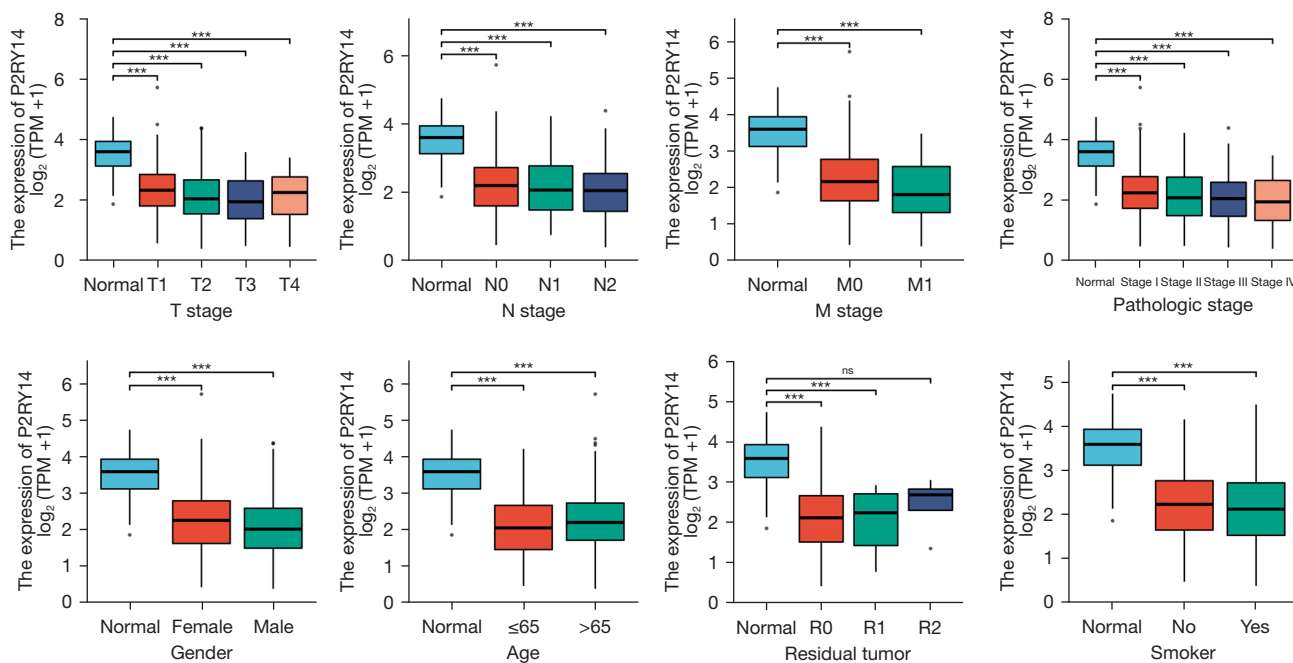 The expression of P2RY14
log₂ (TPM +1)
8
6
4
2
0
***
***
***
***
Normal T1 T2 T3 T4
T stage
The expression of P2RY14
log₂ (TPM +1)
6
4
2
0
***
***
***
Normal N0 N1 N2
N stage
The expression of P2RY14
log₂ (TPM +1)
6
5
4
3
2
1
0
***
***
Normal M0 M1
M stage
The expression of P2RY14
log₂ (TPM +1)
8
6
4
2
0
***
***
***
***
Normal Stage I Stage II Stage III Stage IV
Pathologic stage
The expression of P2RY14
log₂ (TPM +1)
6
5
4
3
2
1
0
***
***
Normal Female Male
Gender
The expression of P2RY14
log₂ (TPM +1)
6
5
4
3
2
1
0
***
***
Normal ≤65 >65
Age
The expression of P2RY14
log₂ (TPM +1)
6
5
4
3
2
1
0
ns
***
***
Normal R0 R1 R2
Residual tumor
The expression of P2RY14
log₂ (TPM +1)
5
4
3
2
1
0
***
***
Normal No Yes
Smoker